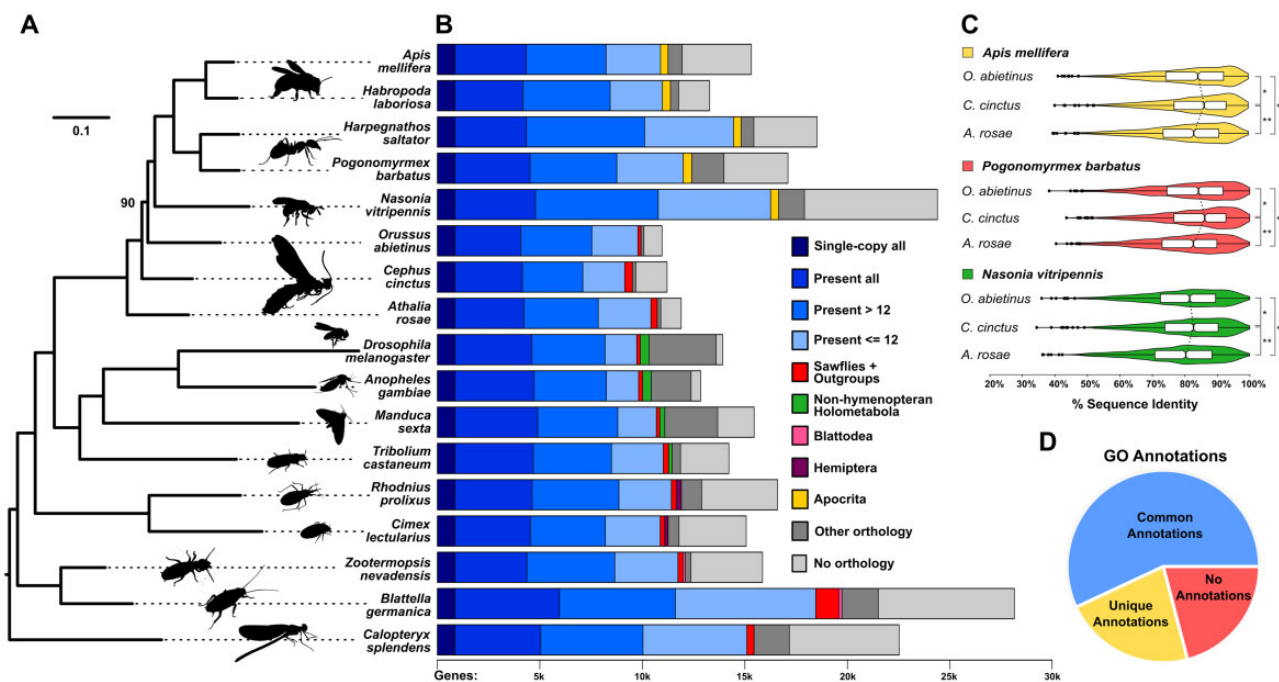 A
B
C
0.1
90
Apis
mellifera
Habropoda
laboriosa
Harpegnathos
saltator
Pogonomyrmex
barbatus
Nasonia
vitripennis
Orussus
abietinus
Cephus
cinctus
Athalia
rosae
Drosophila
melanogaster
Anopheles
gambiae
Manduca
sexta
Tribolium
castaneum
Rhodnius
prolixus
Cimex
lectularius
Zootermopsis
nevadensis
Blattella
germanica
Calopteryx
splendens
Genes:
5k
10k
15k
20k
25k
30k
Single-copy all
Present all
Present > 12
Present <= 12
Sawflies +
Outgroups
Non-hymenopteran
Holometabola
Blattodea
Hemiptera
Apocrita
Other orthology
No orthology
Apis mellifera
O. abietinus
C. cinctus
A. rosae
*
**
*
Pogonomyrmex barbatus
O. abietinus
C. cinctus
A. rosae
*
**
*
Nasonia vitripennis
O. abietinus
C. cinctus
A. rosae
*
**
*
20% 30% 40% 50% 60% 70% 80% 90% 100%
% Sequence Identity
D
GO Annotations
Common
Annotations
No
Annotations
Unique
Annotations